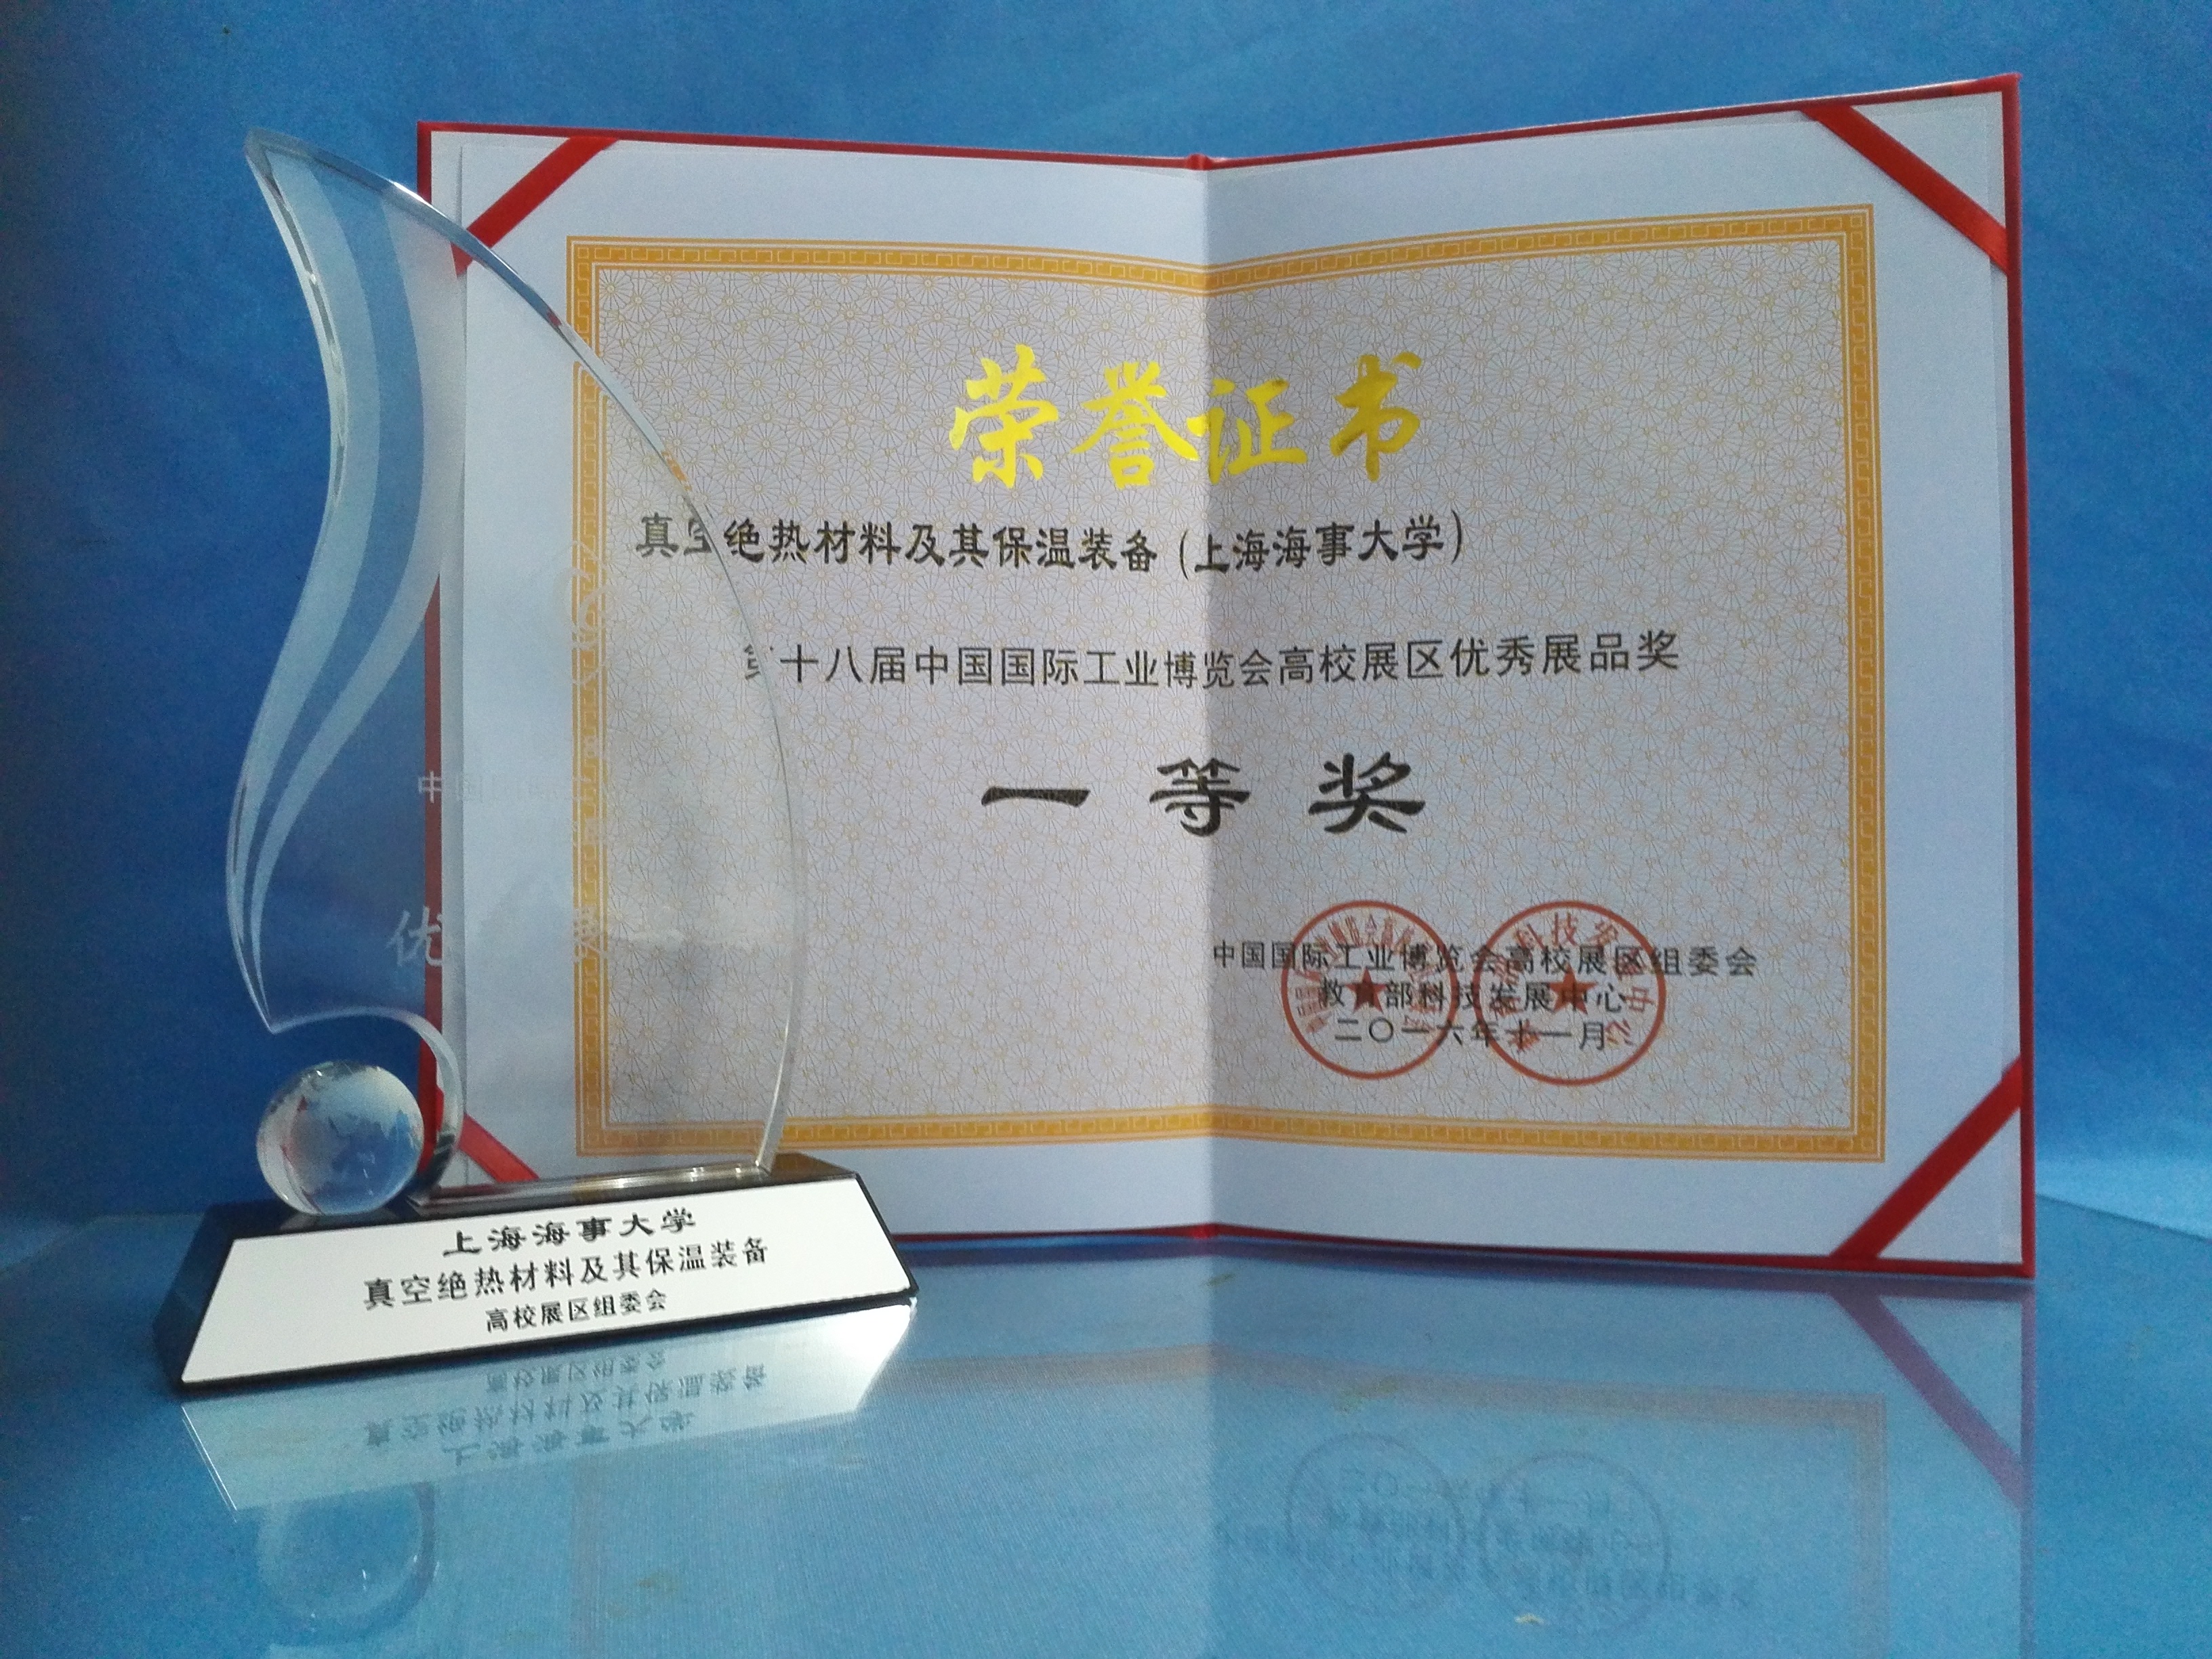 荣誉证书
真空绝热材料及其保温装备(上海海事大学)
第十八届中国国际工业博览会高校展区优秀展品奖
一等奖
中国国际工业博览会高校展区组委会
教育部科技发展中心
二〇一六年十一月
中国
优 展
上海海事大学
真空绝热材料及其保温装备
高校展区组委会